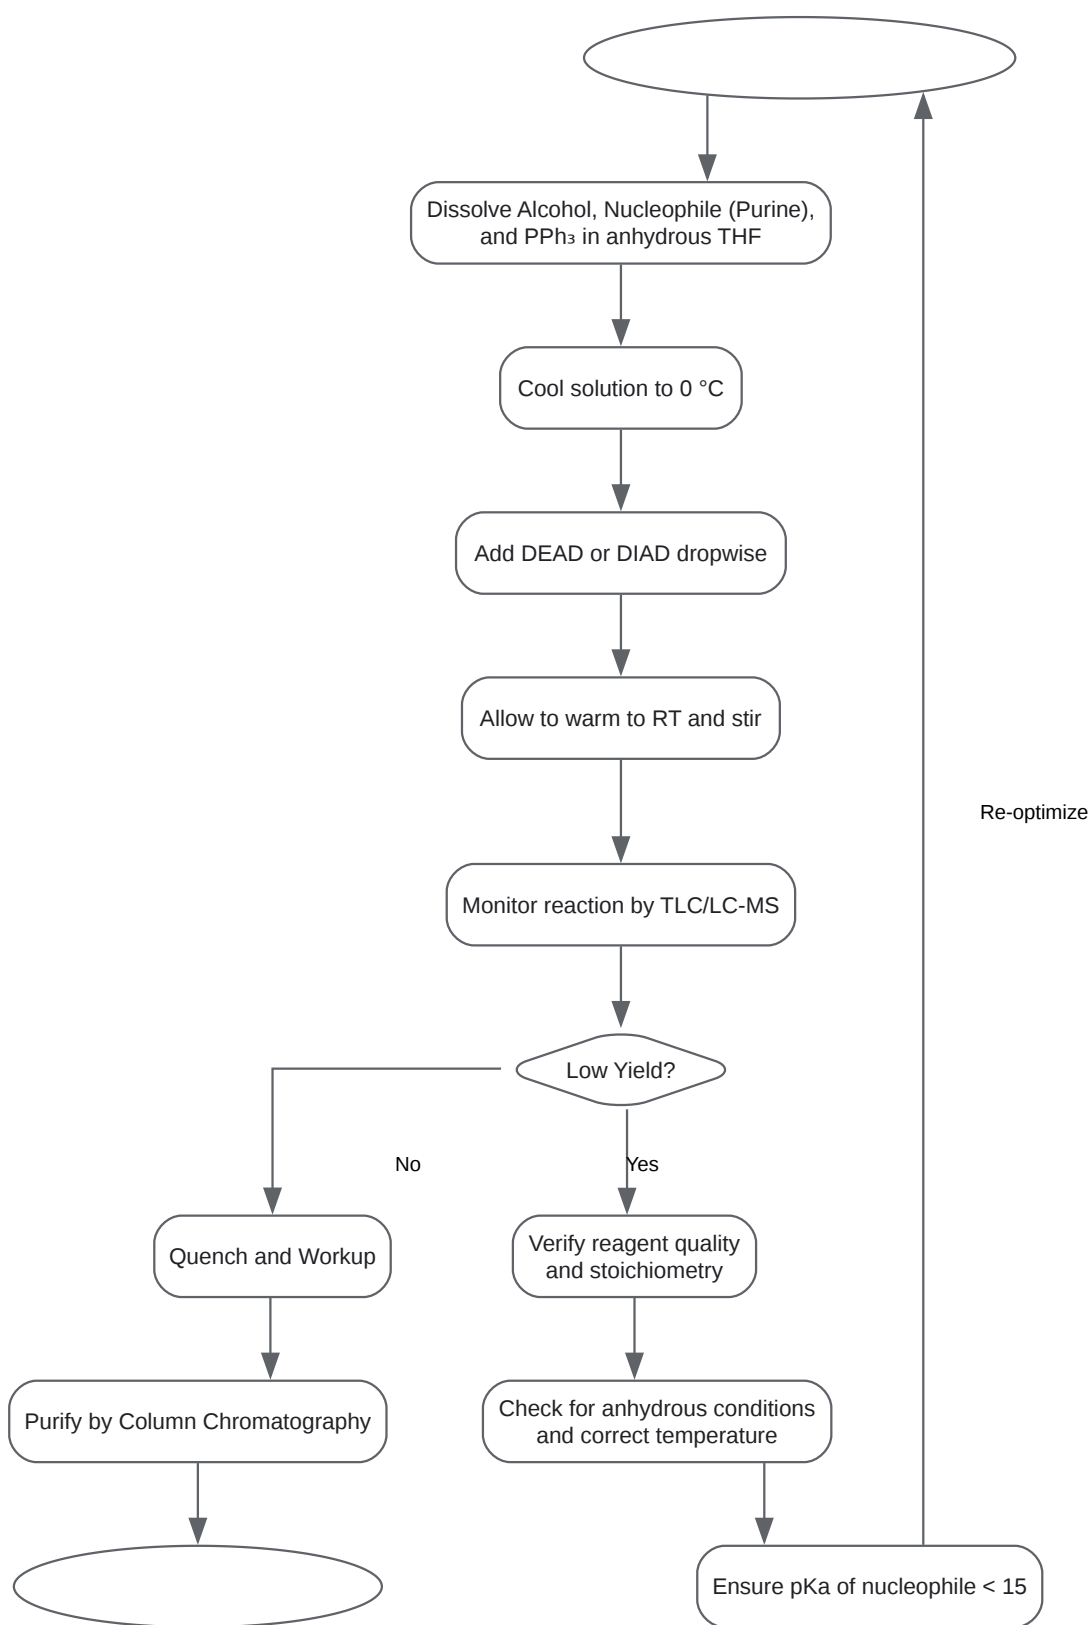 Dissolve Alcohol, Nucleophile (Purine),
and PPh₃ in anhydrous THF
Cool solution to 0 °C
Add DEAD or DIAD dropwise
Allow to warm to RT and stir
Re-optimize
Monitor reaction by TLC/LC-MS
Low Yield?
No
Yes
Quench and Workup
Verify reagent quality
and stoichiometry
Purify by Column Chromatography
Check for anhydrous conditions
and correct temperature
Ensure pKa of nucleophile < 15